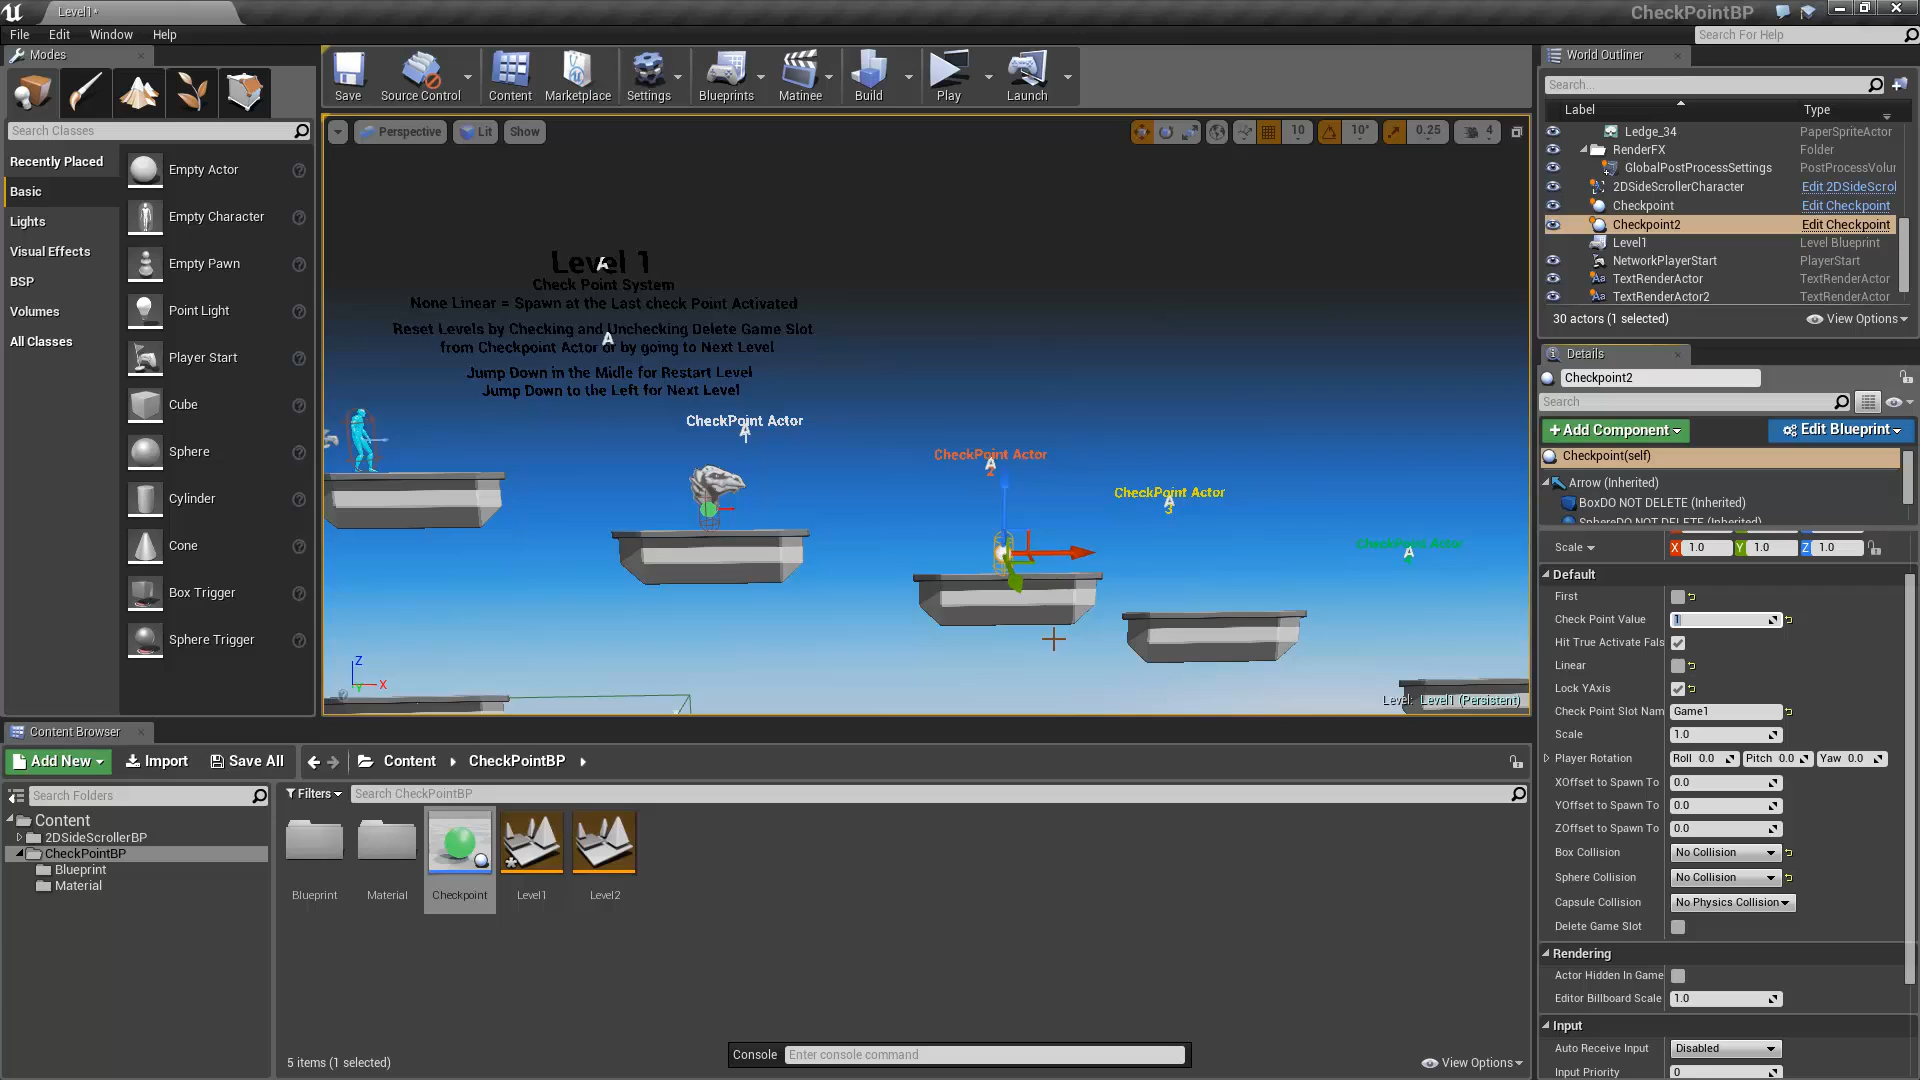 Level1*
CheckPointBP
File Edit Window Help
Search For Help
Modes
Search Classes
Recently Placed
Basic
Lights
Visual Effects
BSP
Volumes
All Classes
Empty Actor
Empty Character
Empty Pawn
Point Light
Player Start
Cube
Sphere
Cylinder
Cone
Box Trigger
Sphere Trigger
Save Source Control Content Marketplace Settings Blueprints Matinee Build Play Launch
Perspective Lit Show
10 10° 0.25 4
Level 1
Check Point System
None Linear = Spawn at the Last check Point Activated
Reset Levels by Checking and Unchecking Delete Game Slot
from Checkpoint Actor or by going to Next Level
Jump Down in the Midle for Restart Level
Jump Down to the Left for Next Level
CheckPoint Actor
CheckPoint Actor
2
CheckPoint Actor
3
CheckPoint Actor
4
Z
Y X
Level: Level1 (Persistent)
World Outliner
Search...
Label Type
Ledge_34 PaperSpriteActor
RenderFX Folder
GlobalPostProcessSettings PostProcessVolur
2DSideScrollerCharacter Edit 2DSideScrol
Checkpoint Edit Checkpoint
Checkpoint2 Edit Checkpoint
Level1 Level Blueprint
NetworkPlayerStart PlayerStart
TextRenderActor TextRenderActor
TextRenderActor2 TextRenderActor
30 actors (1 selected) View Options
Details
Checkpoint2
Search
+ Add Component Edit Blueprint
Checkpoint(self)
Arrow (Inherited)
BoxDO NOT DELETE (Inherited)
SphereDO NOT DELETE (Inherited)
Scale X 1.0 Y 1.0 Z 1.0
Default
First
Check Point Value 1
Hit True Activate Fals
Linear
Lock YAxis
Check Point Slot Nam Game1
Scale 1.0
Player Rotation Roll 0.0 Pitch 0.0 Yaw 0.0
XOffset to Spawn To 0.0
YOffset to Spawn To 0.0
ZOffset to Spawn To 0.0
Box Collision No Collision
Sphere Collision No Collision
Capsule Collision No Physics Collision
Delete Game Slot
Rendering
Actor Hidden In Game
Editor Billboard Scale 1.0
Input
Auto Receive Input Disabled
Input Priority 0
Content Browser
Add New Import Save All Content CheckPointBP
Search Folders
Content
2DSideScrollerBP
CheckPointBP
Blueprint
Material
Filters Search CheckPointBP
Blueprint Material Checkpoint Level1 Level2
5 items (1 selected)
View Options
Console Enter console command